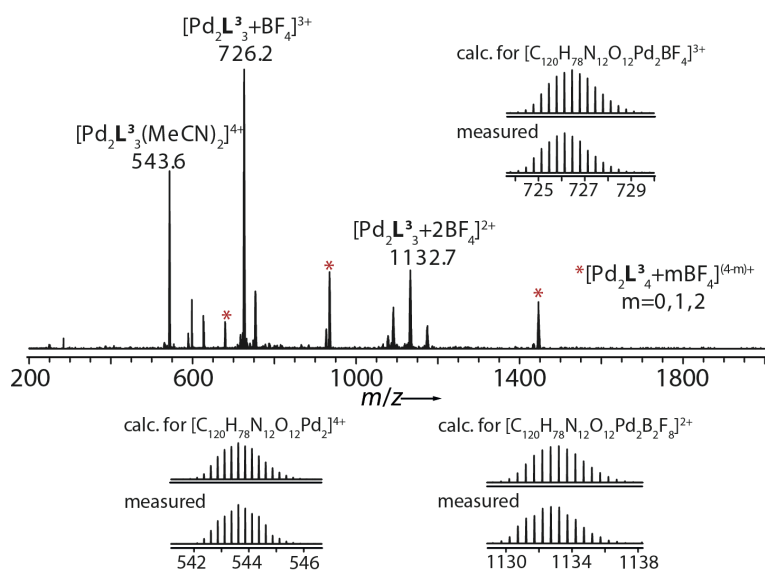 [Pd₂L³₃+BF₄]³⁺
726.2
calc. for [C₁₂₀H₇₈N₁₂O₁₂Pd₂BF₄]³⁺
measured
725 727 729
[Pd₂L³₃(MeCN)₂]⁴⁺
543.6
[Pd₂L³₃+2BF₄]²⁺
1132.7
*
*
*
*[Pd₂L³₄+mBF₄]⁽⁴⁻ᵐ⁾⁺
m=0,1,2
200 600 1000 1400 1800
m/z
calc. for [C₁₂₀H₇₈N₁₂O₁₂Pd₂]⁴⁺
measured
542 544 546
calc. for [C₁₂₀H₇₈N₁₂O₁₂Pd₂B₂F₈]²⁺
measured
1130 1134 1138